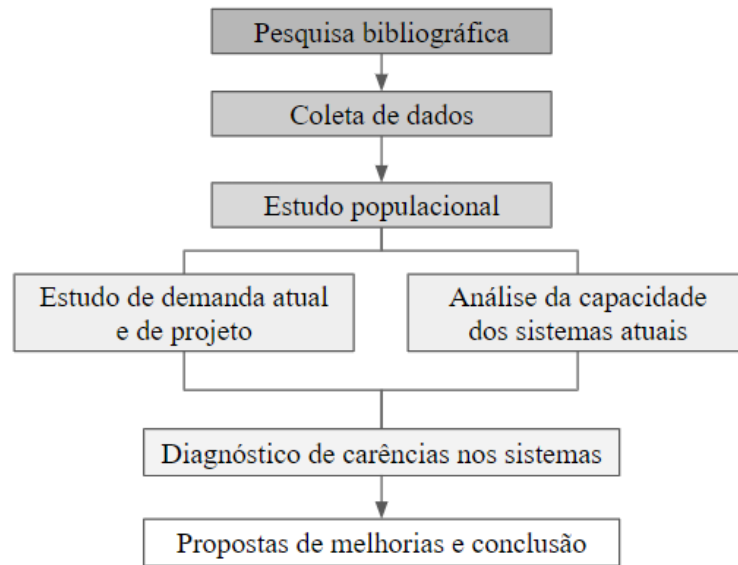 Pesquisa bibliográfica
Coleta de dados
Estudo populacional
Estudo de demanda atual
e de projeto
Análise da capacidade
dos sistemas atuais
Diagnóstico de carências nos sistemas
Propostas de melhorias e conclusão